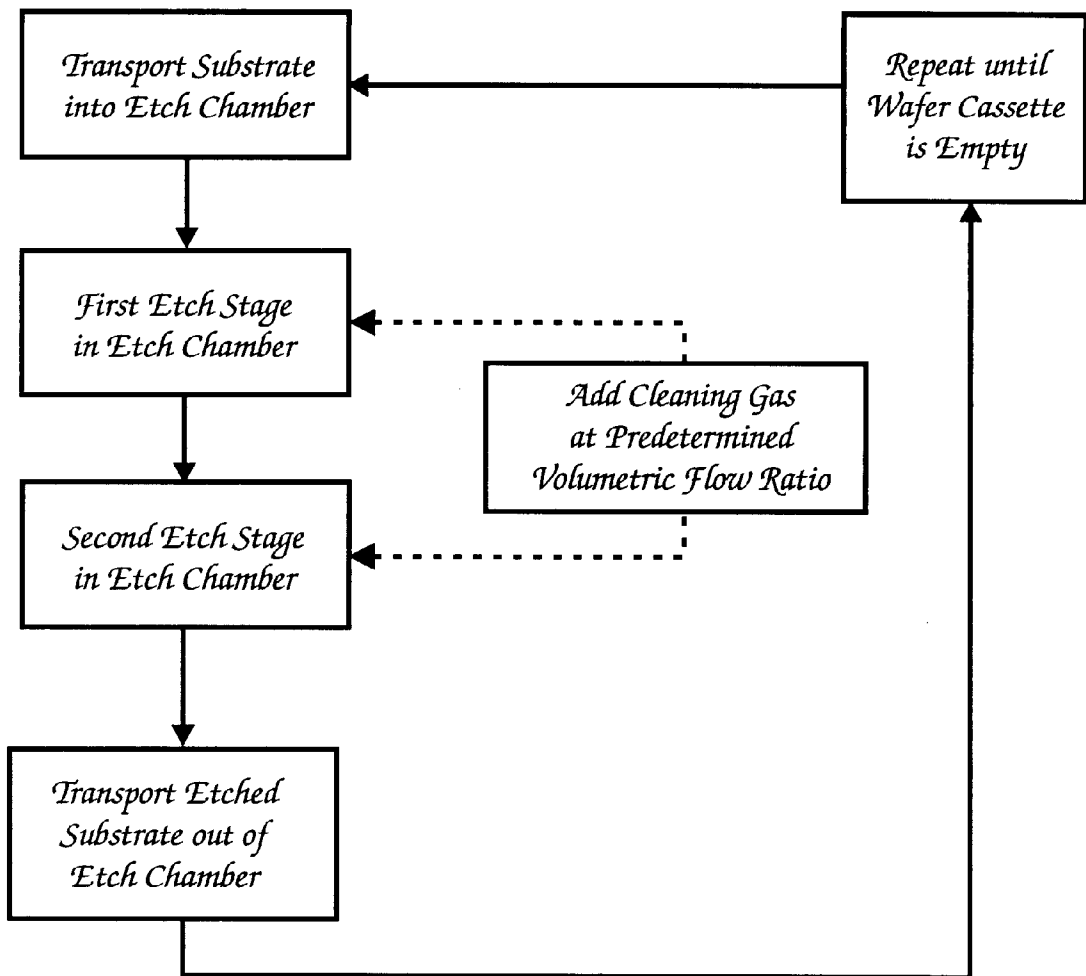 Transport Substrate
into Etch Chamber
Repeat until
Wafer Cassette
is Empty
First Etch Stage
in Etch Chamber
Add Cleaning Gas
at Predetermined
Volumetric Flow Ratio
Second Etch Stage
in Etch Chamber
Transport Etched
Substrate out of
Etch Chamber